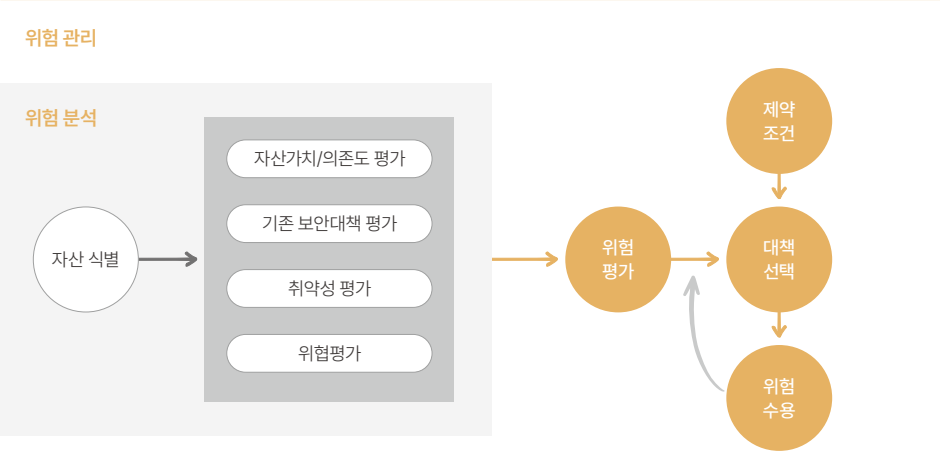 위험 관리
위험 분석
자산 식별
자산가치/의존도 평가
기존 보안대책 평가
취약성 평가
위협평가
위험
평가
제약
조건
대책
선택
위험
수용